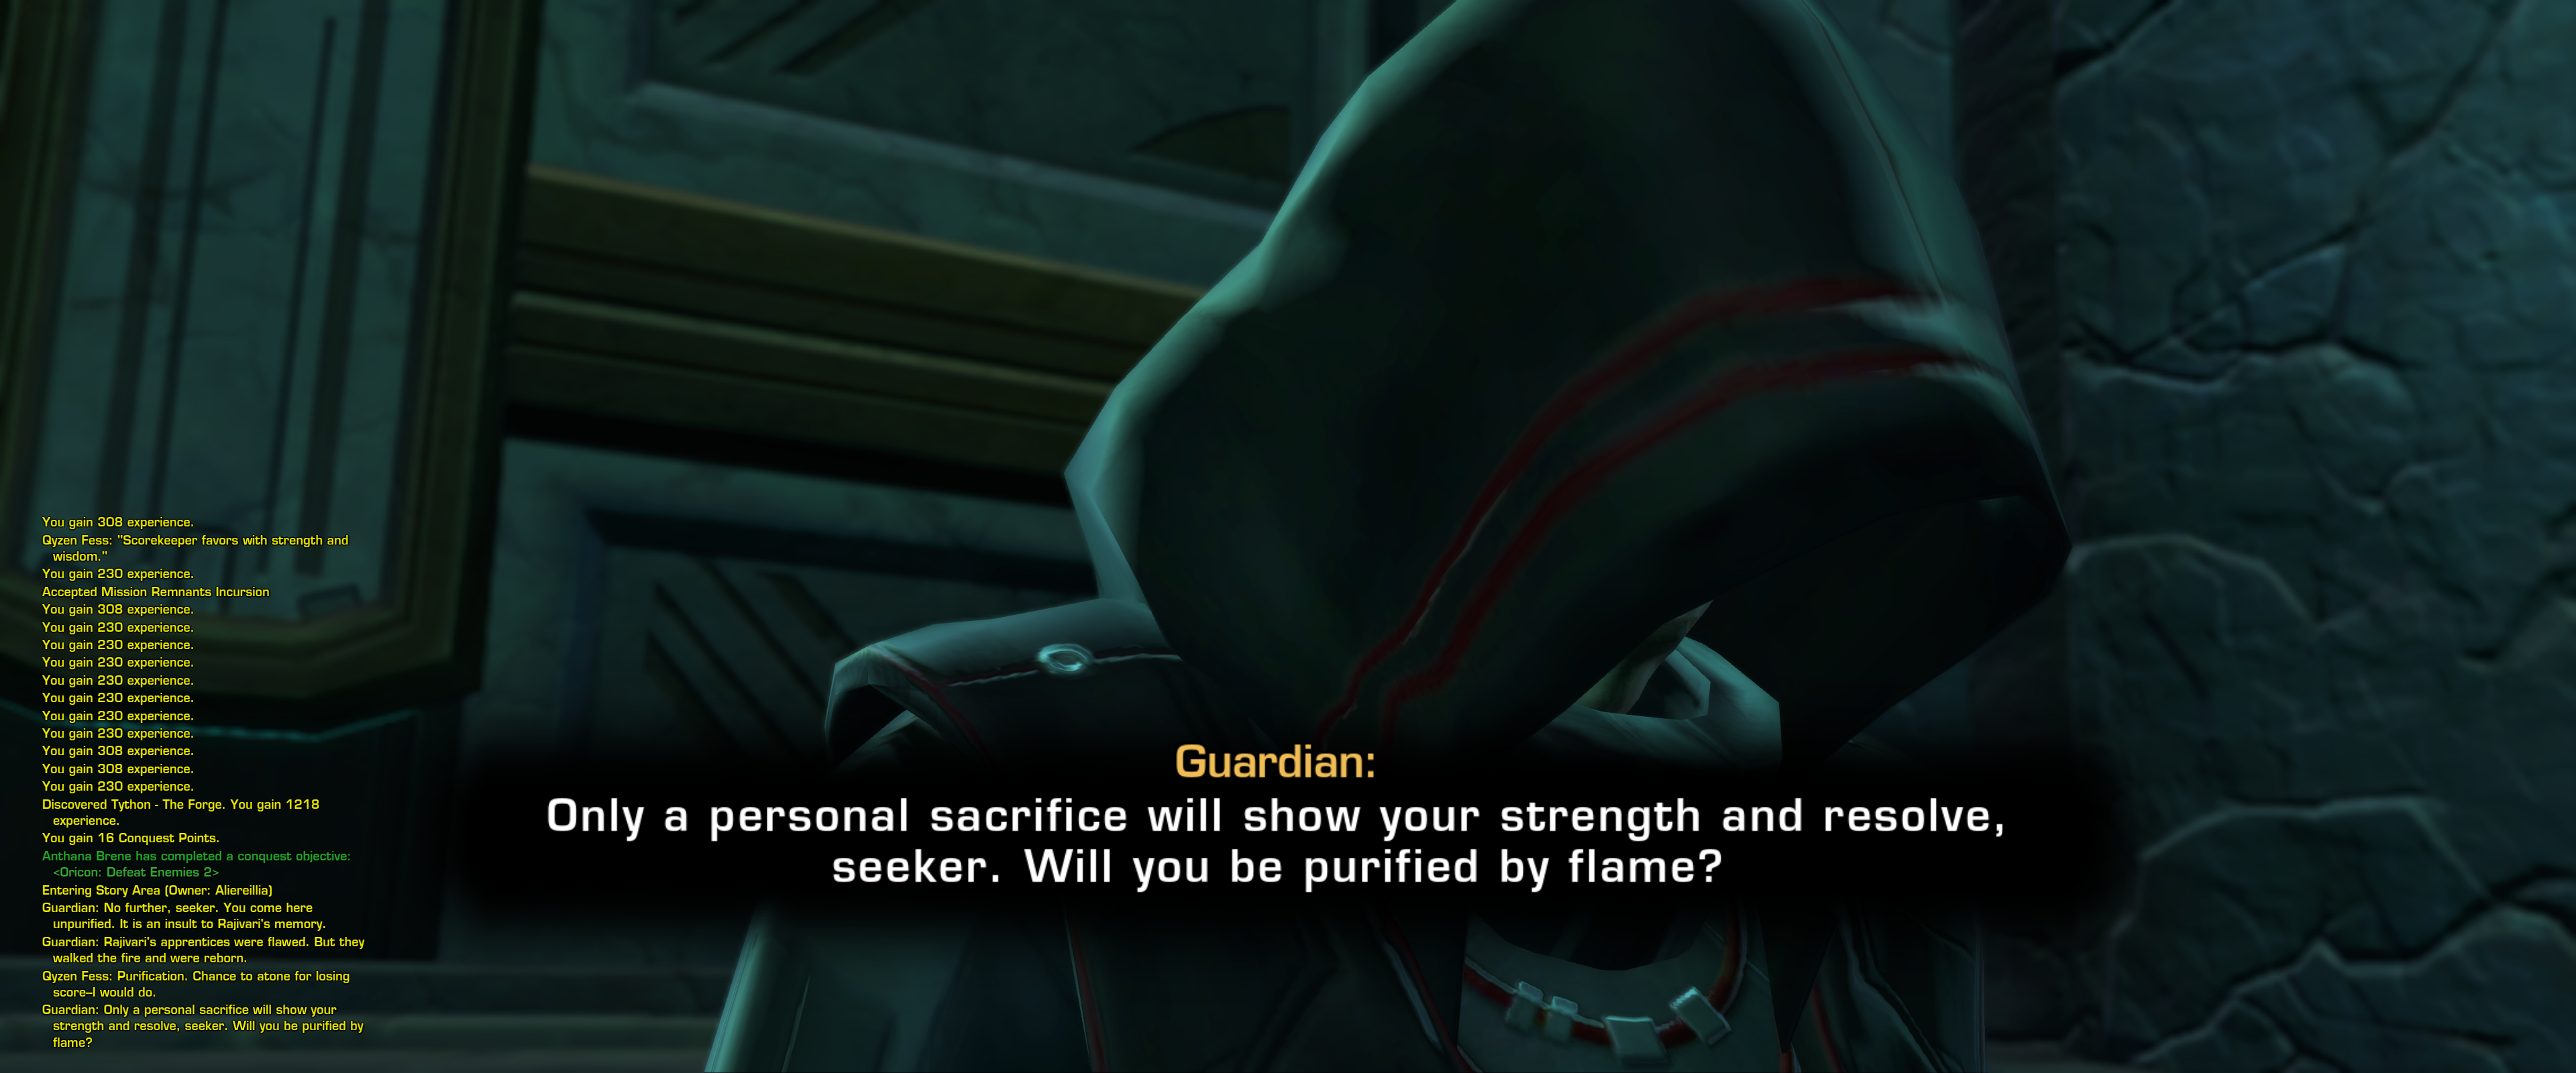 You gain 308 experience.
Qyzen Fess: "Scorekeeper favors with strength and
wisdom."
You gain 230 experience.
Accepted Mission Remnants Incursion
You gain 308 experience.
You gain 230 experience.
You gain 230 experience.
You gain 230 experience.
You gain 230 experience.
You gain 230 experience.
You gain 230 experience.
You gain 230 experience.
You gain 308 experience.
You gain 308 experience.
You gain 230 experience.
Discovered Tython - The Forge. You gain 1218
experience.
You gain 16 Conquest Points.
Anthana Brene has completed a conquest objective:
<Oricon: Defeat Enemies 2>
Entering Story Area (Owner: Aliereillia)
Guardian: No further, seeker. You come here
unpurified. It is an insult to Rajivari's memory.
Guardian: Rajivari's apprentices were flawed. But they
walked the fire and were reborn.
Qyzen Fess: Purification. Chance to atone for losing
score–I would do.
Guardian: Only a personal sacrifice will show your
strength and resolve, seeker. Will you be purified by
flame?
Guardian:
Only a personal sacrifice will show your strength and resolve,
seeker. Will you be purified by flame?